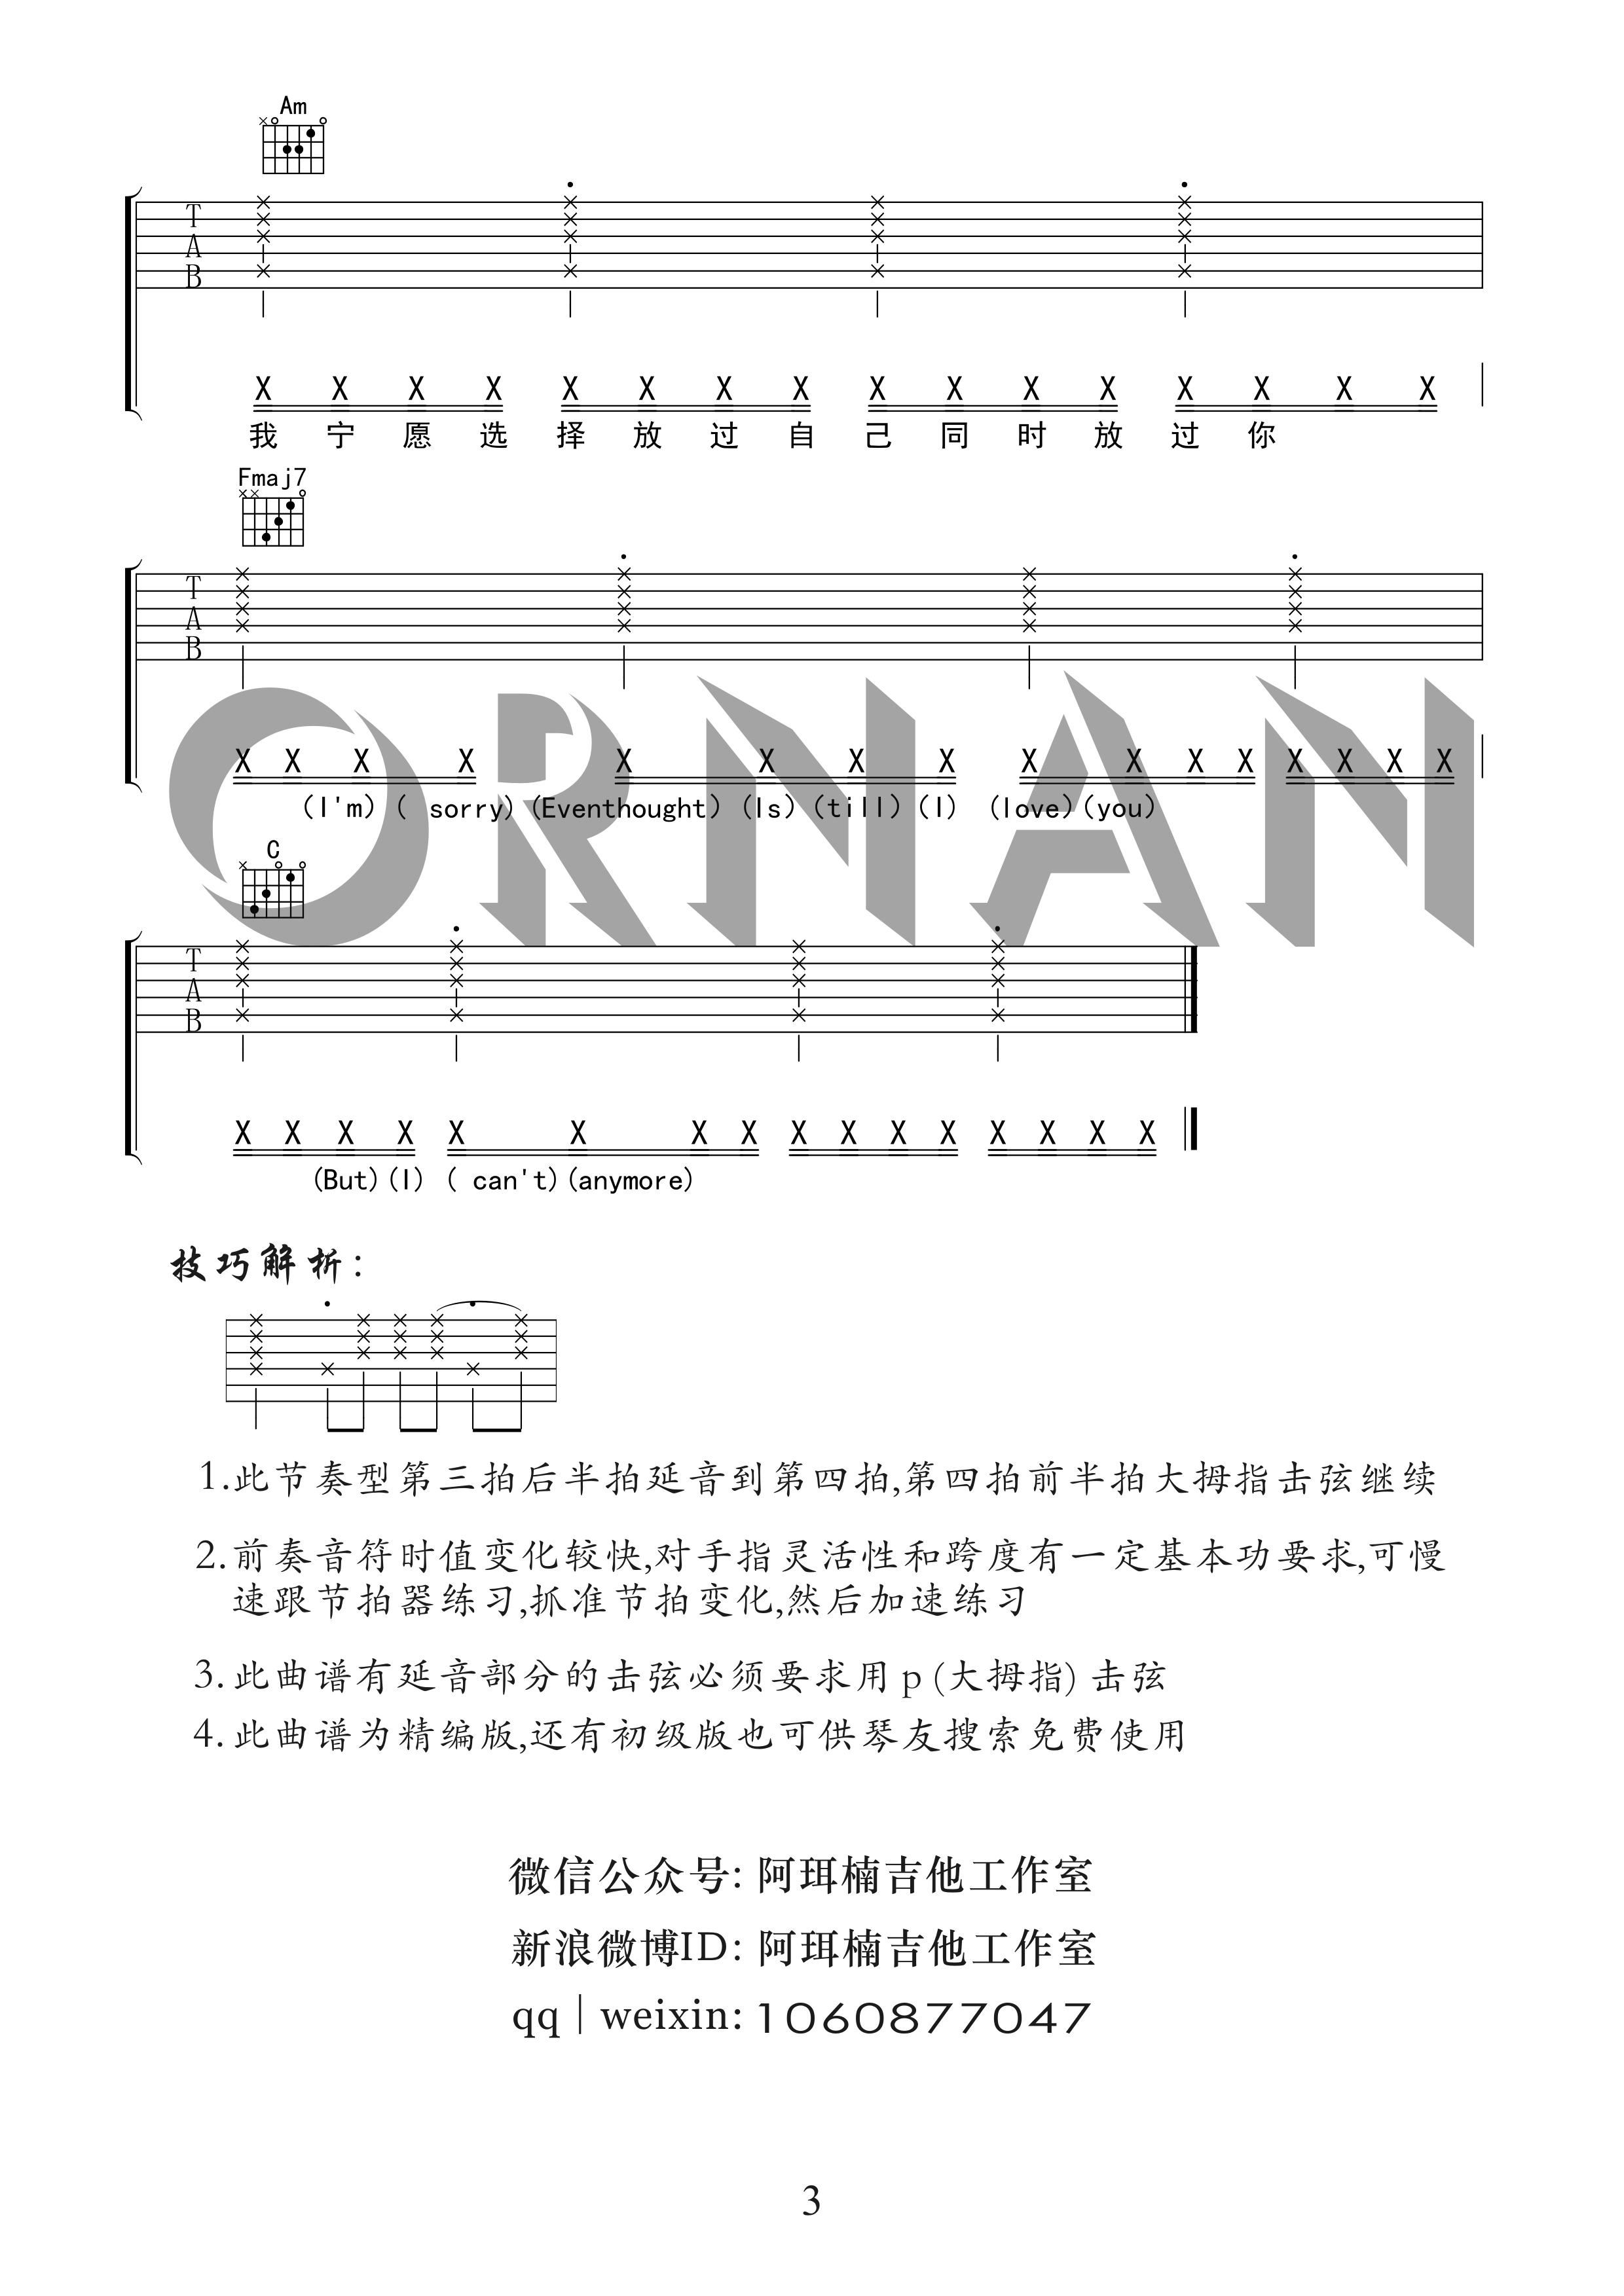 Am
T
A
B
X X X X X X X X X X X X X X X X
我 宁 愿 选 择 放 过 自 己 同 时 放 过 你
Fmaj7
T
A
B
X X X X X X X X X X X X X X X X
(I'm) ( sorry) (Eventhought) (Is) (till) (I) (love) (you)
ORNAN
C
T
A
B
X X X X X X X X X X X X X X X X
(But) (I) ( can't) (anymore)
技巧解析:
1.此节奏型第三拍后半拍延音到第四拍,第四拍前半拍大拇指击弦继续
2.前奏音符时值变化较快,对手指灵活性和跨度有一定基本功要求,可慢
速跟节拍器练习,抓准节拍变化,然后加速练习
3.此曲谱有延音部分的击弦必须要求用p(大拇指)击弦
4.此曲谱为精编版,还有初级版也可供琴友搜索免费使用
微信公众号: 阿珥楠吉他工作室
新浪微博ID: 阿珥楠吉他工作室
qq | weixin: 1060877047
3